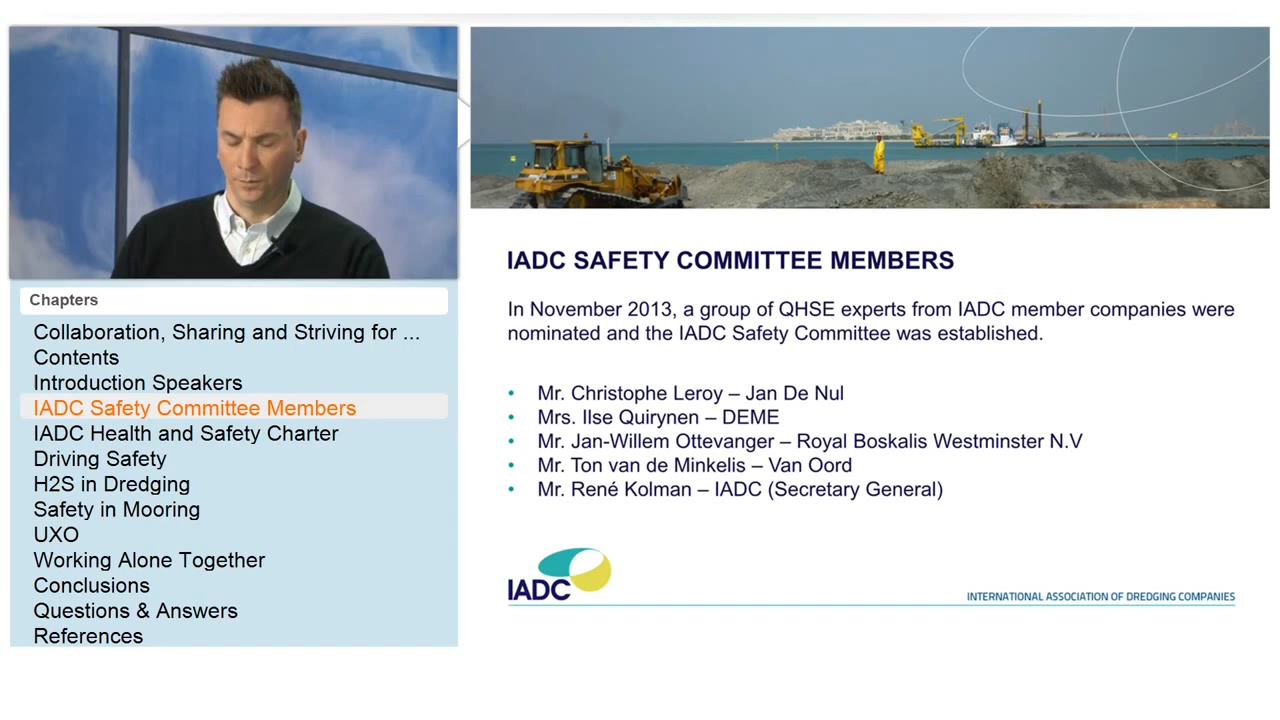 Chapters
Collaboration, Sharing and Striving for ...
Contents
Introduction Speakers
IADC Safety Committee Members
IADC Health and Safety Charter
Driving Safety
H2S in Dredging
Safety in Mooring
UXO
Working Alone Together
Conclusions
Questions & Answers
References
IADC SAFETY COMMITTEE MEMBERS
In November 2013, a group of QHSE experts from IADC member companies were
nominated and the IADC Safety Committee was established.
• Mr. Christophe Leroy – Jan De Nul
• Mrs. Ilse Quirynen – DEME
• Mr. Jan-Willem Ottevanger – Royal Boskalis Westminster N.V
• Mr. Ton van de Minkelis – Van Oord
• Mr. René Kolman – IADC (Secretary General)
IADC
INTERNATIONAL ASSOCIATION OF DREDGING COMPANIES